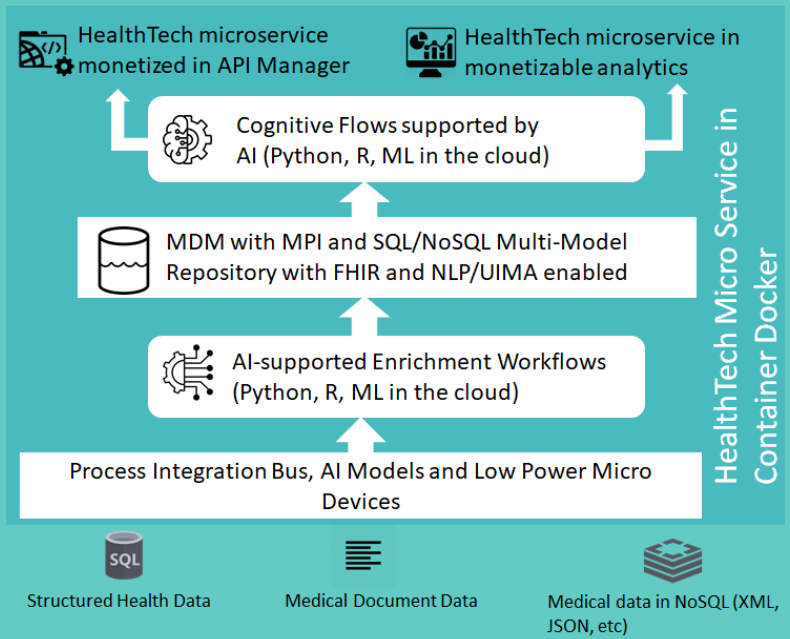 HealthTech microservice
monetized in API Manager
HealthTech microservice in
monetizable analytics
Cognitive Flows supported by
AI (Python, R, ML in the cloud)
MDM with MPI and SQL/NoSQL Multi-Model
Repository with FHIR and NLP/UIMA enabled
AI-supported Enrichment Workflows
(Python, R, ML in the cloud)
Process Integration Bus, AI Models and Low Power Micro
Devices
HealthTech Micro Service in
Container Docker
SQL
Structured Health Data
Medical Document Data
Medical data in NoSQL (XML,
JSON, etc)